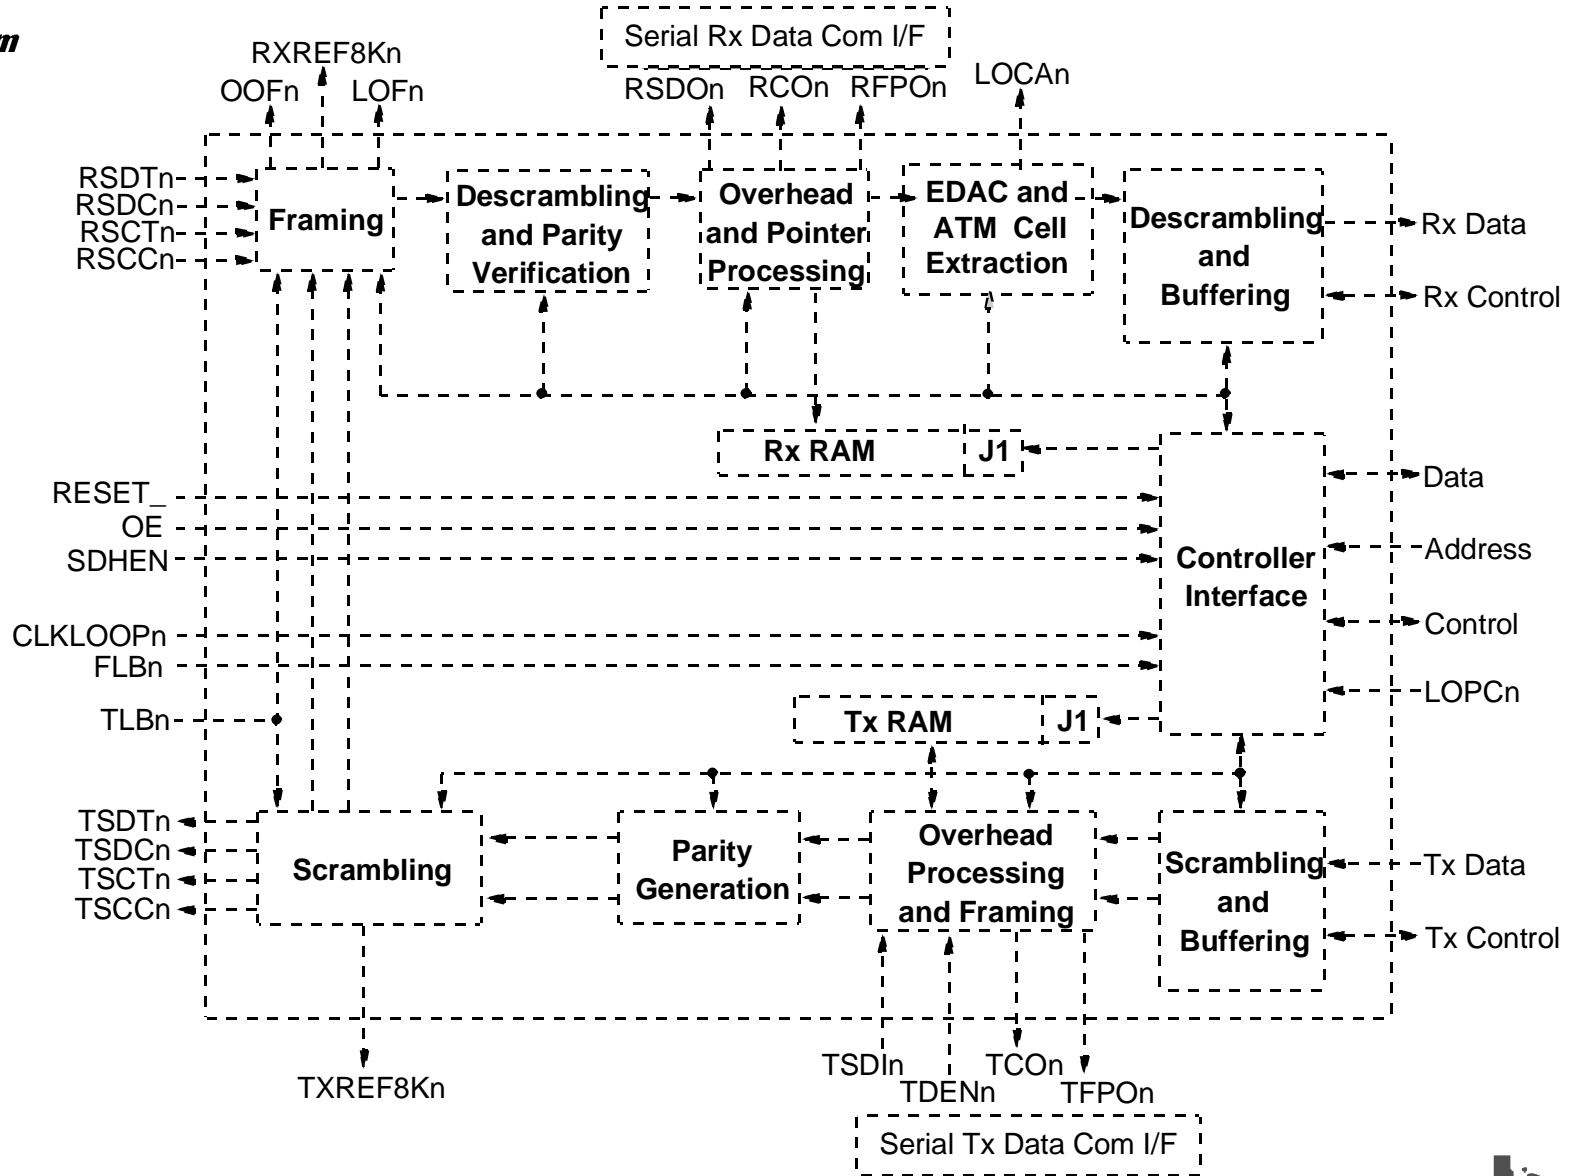 m
Serial Rx Data Com I/F
RXREF8Kn
OOFn
LOFn
RSDOn
RCOn
RFPOn
LOCAn
RSDTn
RSDCn
RSCTn
RSCCn
Framing
Descrambling
and Parity
Verification
Overhead
and Pointer
Processing
EDAC and
ATM Cell
Extraction
Descrambling
and
Buffering
Rx Data
Rx Control
Rx RAM
J1
RESET_
OE
SDHEN
CLKLOOPn
FLBn
TLBn
Controller
Interface
Data
Address
Control
LOPCn
Tx RAM
J1
TSDTn
TSDCn
TSCTn
TSCCn
Scrambling
Parity
Generation
Overhead
Processing
and Framing
Scrambling
and
Buffering
Tx Data
Tx Control
TXREF8Kn
TSDIn
TDENn
TCOn
TFPOn
Serial Tx Data Com I/F